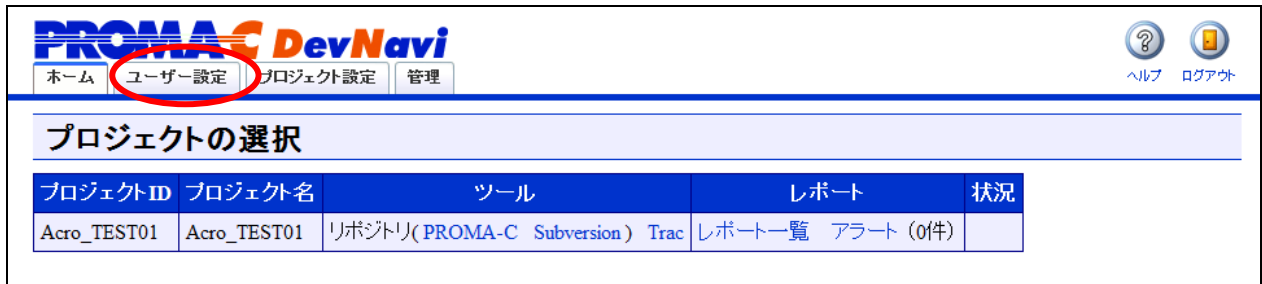 PROMA-C DevNavi
ホーム ユーザー設定 プロジェクト設定 管理
ヘルプ ログアウト
プロジェクトの選択
プロジェクトID プロジェクト名 ツール レポート 状況
Acro_TEST01 Acro_TEST01 リポジトリ(PROMA-C Subversion) Trac レポート一覧 アラート (0件)